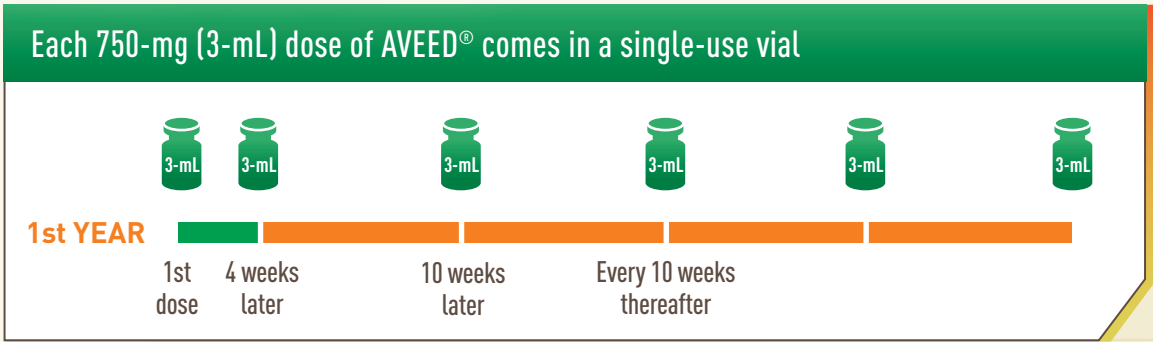 Each 750-mg (3-mL) dose of AVEED® comes in a single-use vial
3-mL
3-mL
3-mL
3-mL
3-mL
3-mL
1st YEAR
1st
dose
4 weeks
later
10 weeks
later
Every 10 weeks
thereafter